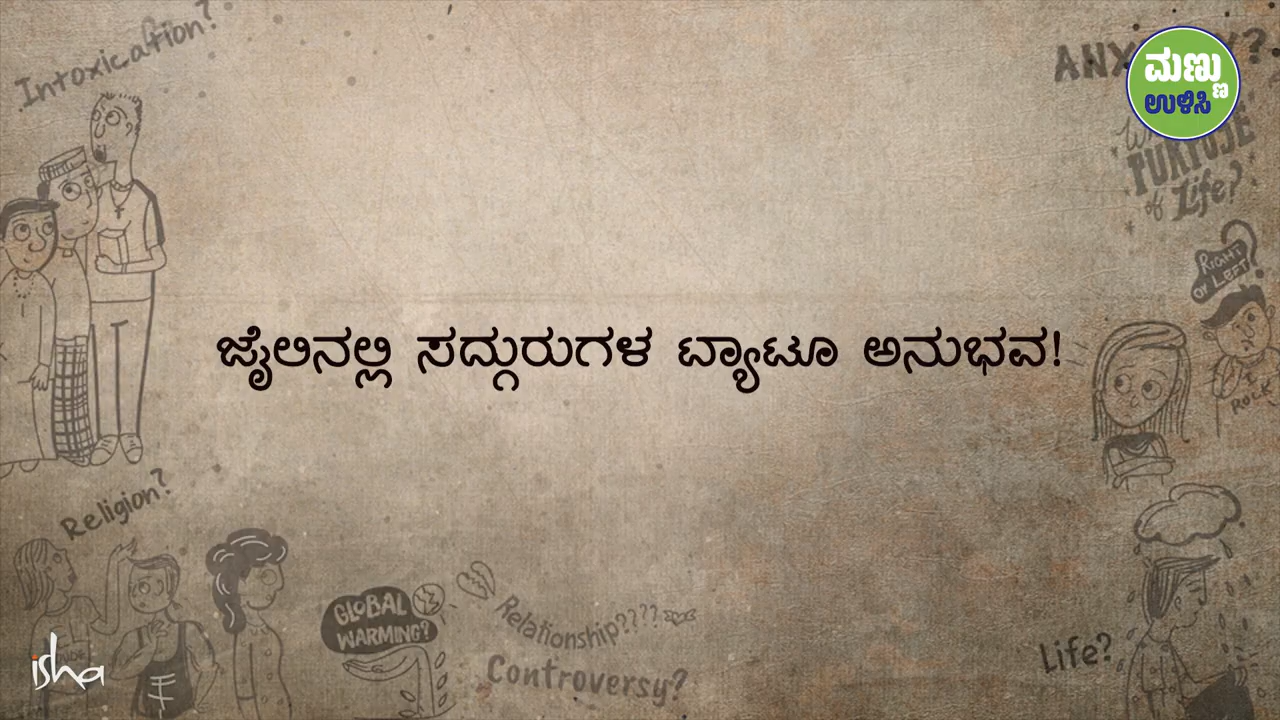 Intoxication?
ಮಣ್ಣು
ಉಳಿಸಿ
of Life?
RIGHT
OR LEFT?
ಜೈಲಿನಲ್ಲಿ ಸದ್ಗುರುಗಳ ಟ್ಯಾಟೂ ಅನುಭವ!
ROCK
Religion?
GLOBAL
WARMING?
Relationship????
Controversy?
Life?
isha